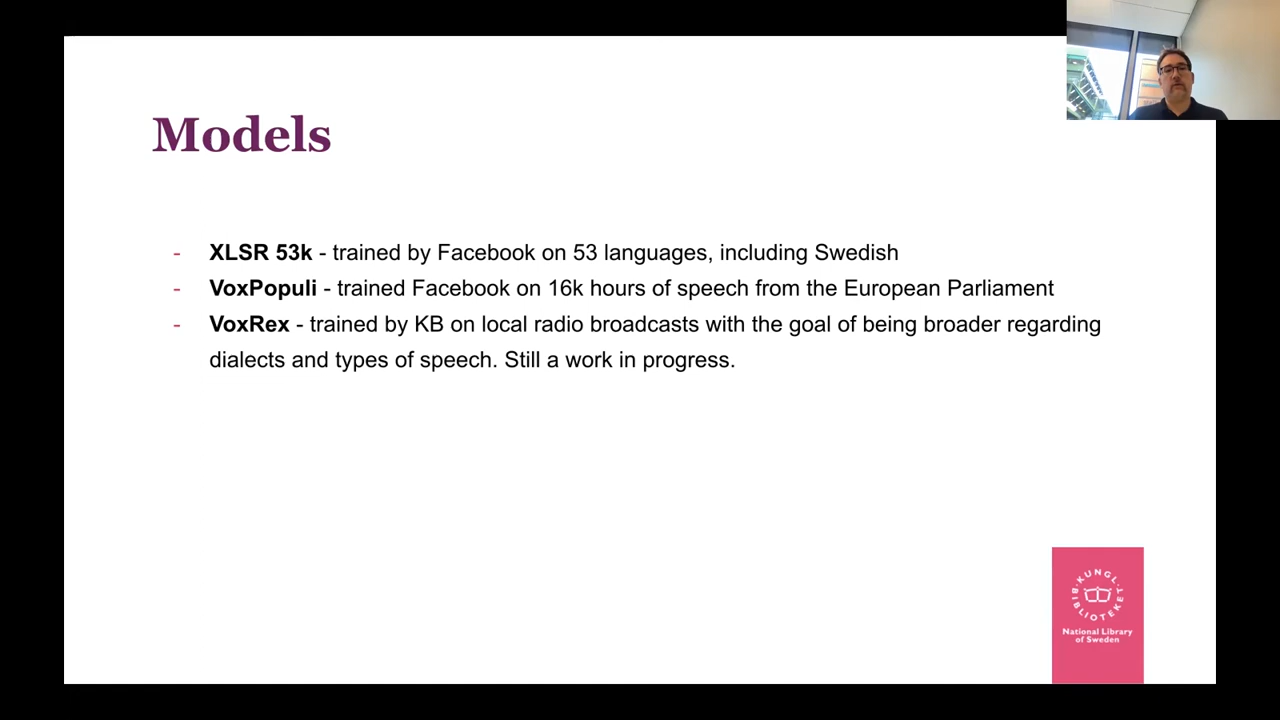 Models
- XLSR 53k - trained by Facebook on 53 languages, including Swedish
- VoxPopuli - trained Facebook on 16k hours of speech from the European Parliament
- VoxRex - trained by KB on local radio broadcasts with the goal of being broader regarding
dialects and types of speech. Still a work in progress.
KUNGL. BIBLIOTEKET
National Library
of Sweden